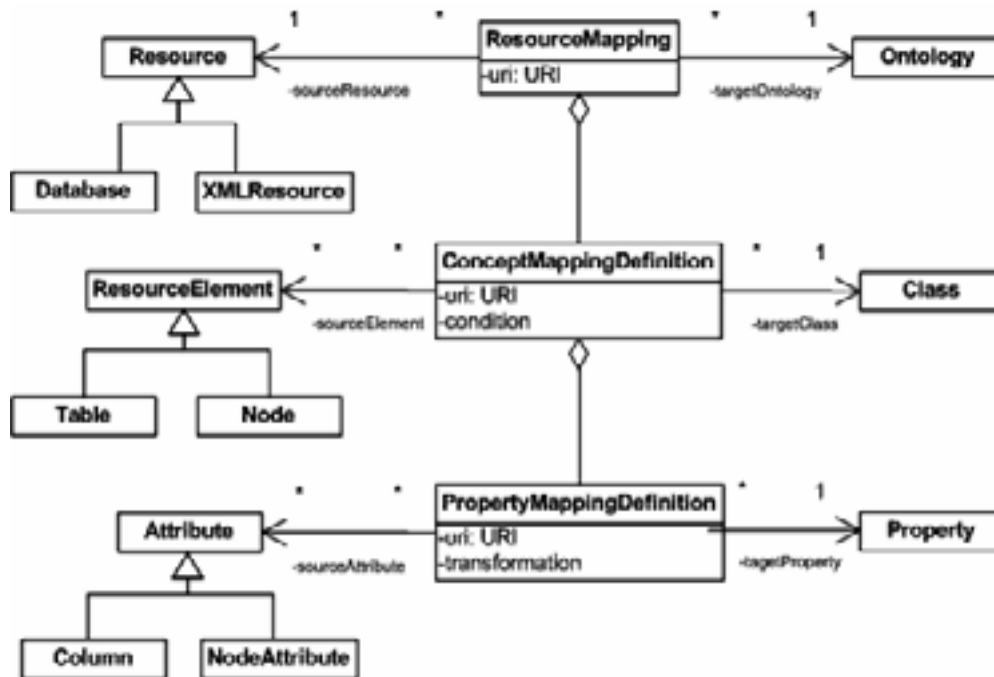 1 * * 1
Resource ResourceMapping Ontology
-uri: URI
-sourceResource -targetOntology
Database XMLResource
* * * 1
ConceptMappingDefinition
ResourceElement -uri: URI Class
-sourceElement -condition -targetClass
Table Node
* * * 1
PropertyMappingDefinition
Attribute -uri: URI Property
-sourceAttribute -transformation -tagetProperty
Column NodeAttribute